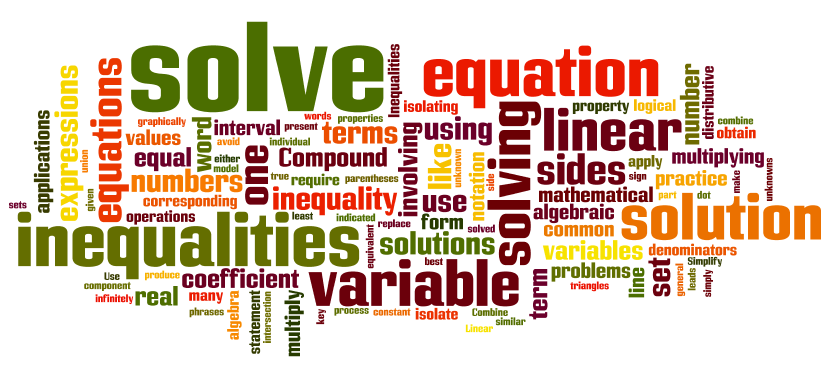 solve
equation
Inequalities
isolating
equations
expressions
applications
graphically
words
properties
word
interval
present
terms
values
avoid
individual
involving
using
property
logical
number
distributive
combine
obtain
linear
solving
union
equal
either
model
one
Compound
like
unknown
notation
side
sides
apply
multiplying
sign
practice
make
unknowns
numbers
true
require
parentheses
given
corresponding
inequality
use
mathematical
part
dot
sets
operations
least
indicated
replace
form
solved
algebraic
common
solution
inequalities
equivalent
solutions
variables
denominators
best
Use
component
produce
coefficient
variable
term
problems
triangles
line
set
general
leads
Simplify
simply
infinitely
real
many
phrases
algebra
statement
intersection
multiply
key
process
constant
isolate
Combine
similar
Linear